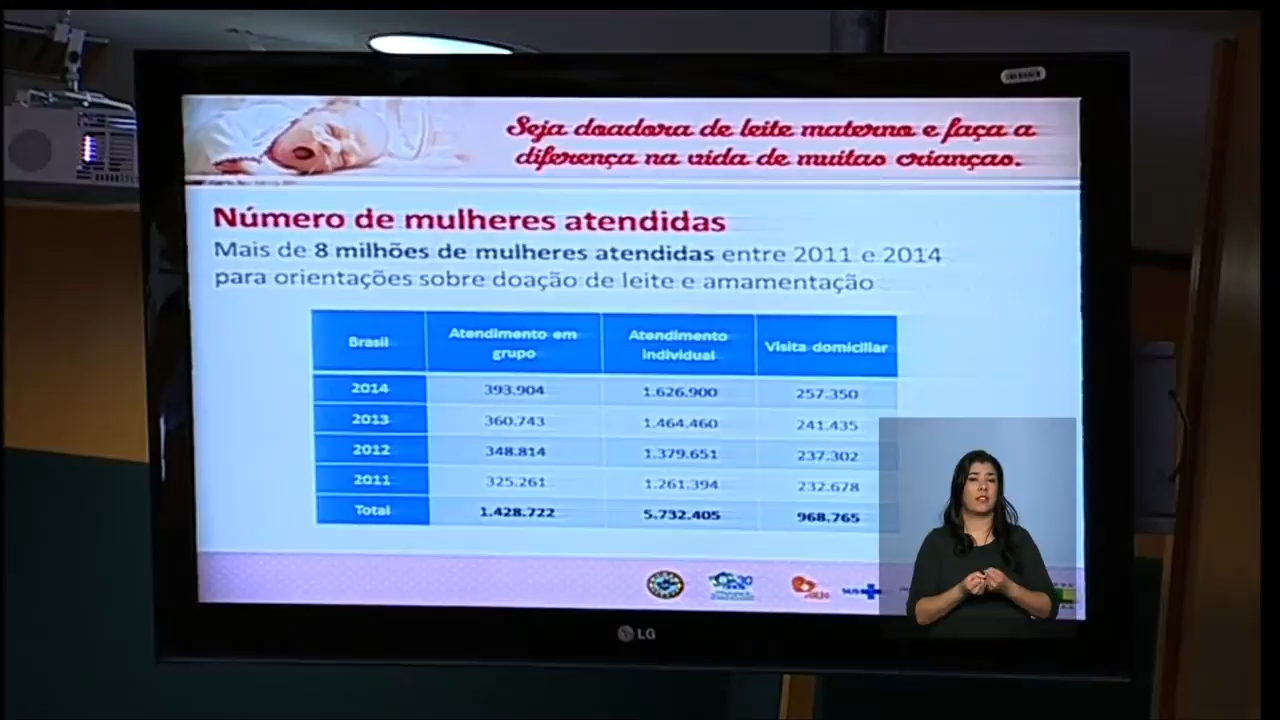 Seja doadora de leite materno e faça a
diferença na vida de muitas crianças.
Número de mulheres atendidas
Mais de 8 milhões de mulheres atendidas entre 2011 e 2014
para orientações sobre doação de leite e amamentação
Brasil Atendimento em grupo Atendimento individual Visita domiciliar
2014 393.904 1.626.900 257.350
2013 360.743 1.464.460 241.435
2012 348.814 1.379.651 237.302
2011 325.261 1.261.394 232.678
Total 1.428.722 5.732.405 968.765
SUS
LG